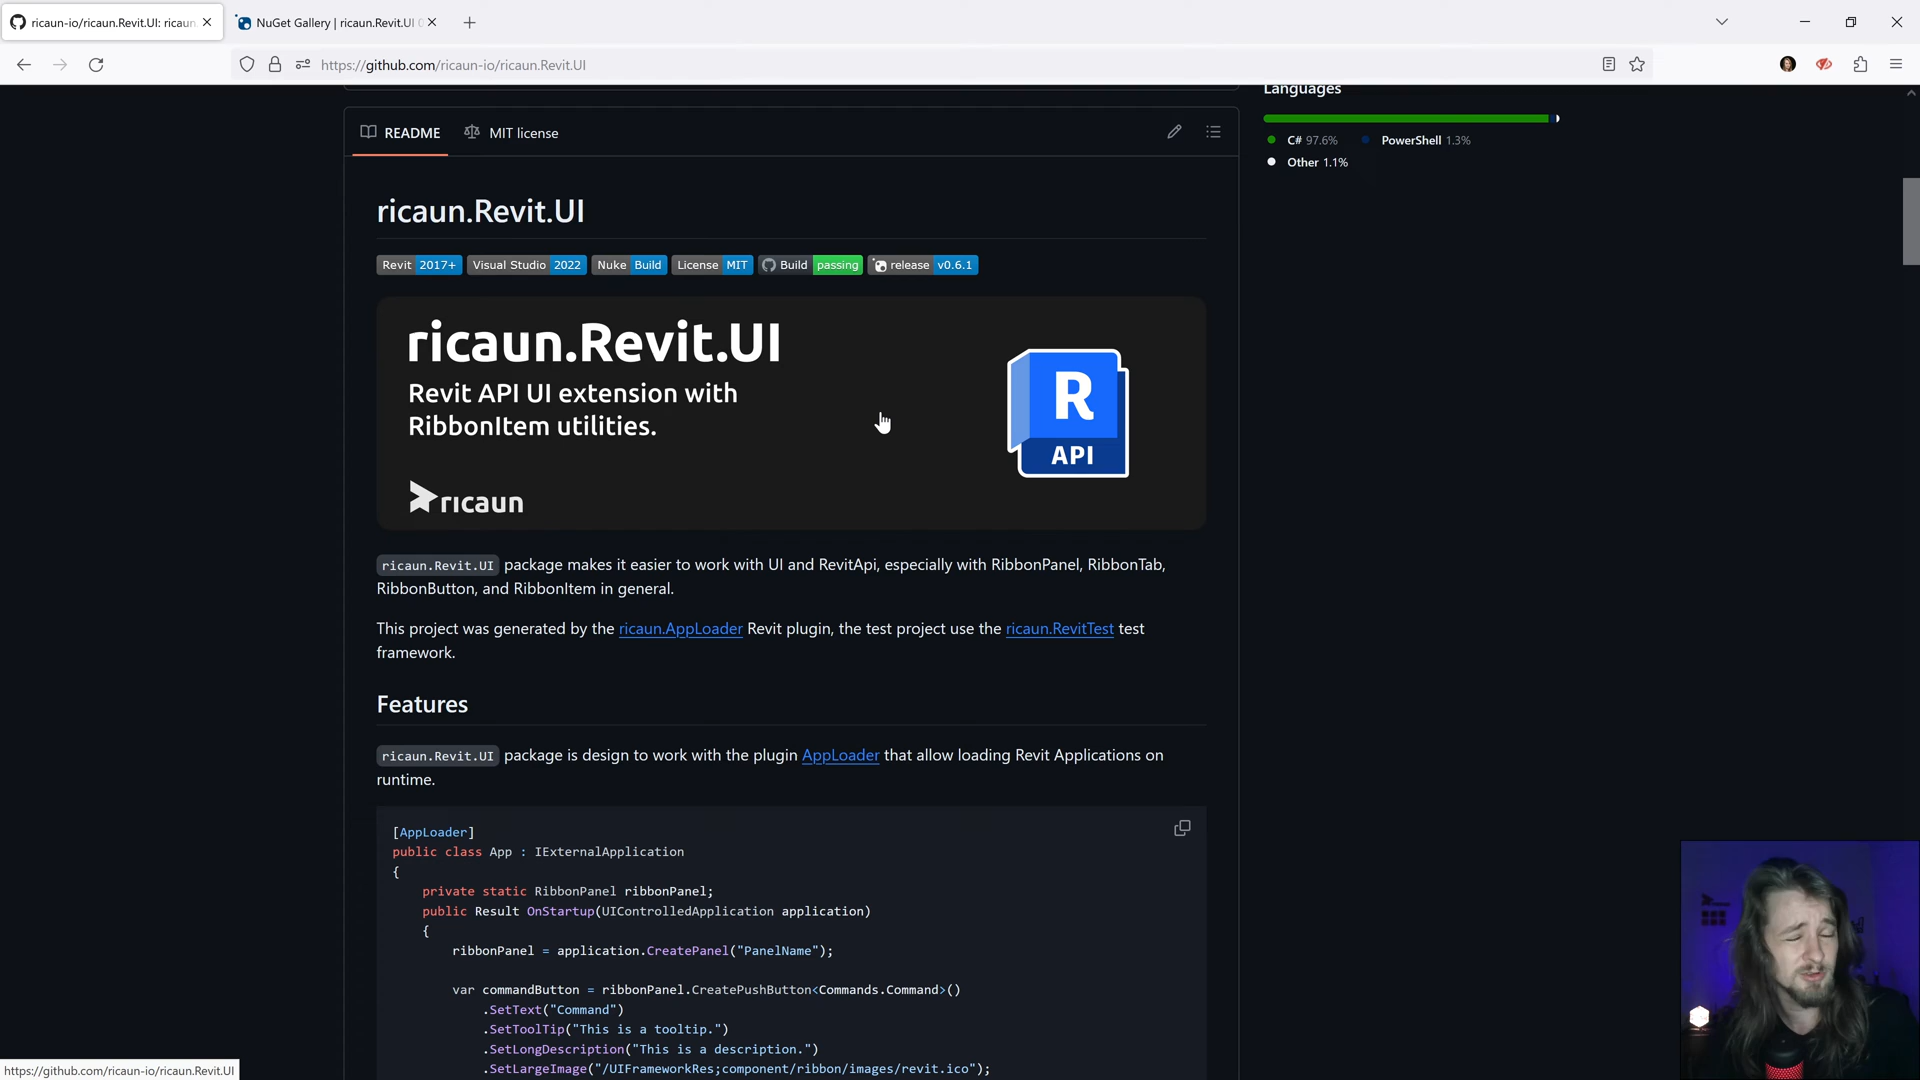 ricaun-io/ricaun.Revit.UI: ricaun
NuGet Gallery | ricaun.Revit.UI 0
https://github.com/ricaun-io/ricaun.Revit.UI
Languages
README
MIT license
C# 97.6%
PowerShell 1.3%
Other 1.1%
ricaun.Revit.UI
Revit 2017+
Visual Studio 2022
Nuke Build
License MIT
Build passing
release v0.6.1
ricaun.Revit.UI
Revit API UI extension with
RibbonItem utilities.
ricaun
R
API
ricaun.Revit.UI package makes it easier to work with UI and RevitApi, especially with RibbonPanel, RibbonTab,
RibbonButton, and RibbonItem in general.
This project was generated by the ricaun.AppLoader Revit plugin, the test project use the ricaun.RevitTest test
framework.
Features
ricaun.Revit.UI package is design to work with the plugin AppLoader that allow loading Revit Applications on
runtime.
[AppLoader]
public class App : IExternalApplication
{
private static RibbonPanel ribbonPanel;
public Result OnStartup(UIControlledApplication application)
{
ribbonPanel = application.CreatePanel("PanelName");
var commandButton = ribbonPanel.CreatePushButton<Commands.Command>()
.SetText("Command")
.SetToolTip("This is a tooltip.")
.SetLongDescription("This is a description.")
.SetLargeImage("/UIFrameworkRes;component/ribbon/images/revit.ico");
https://github.com/ricaun-io/ricaun.Revit.UI